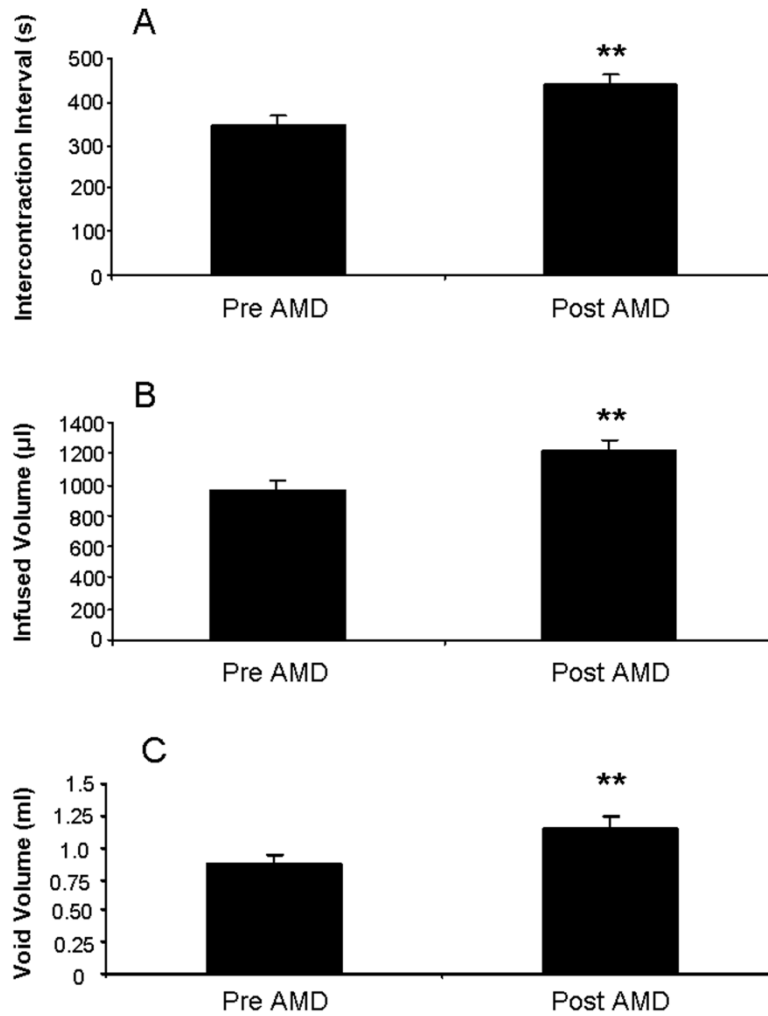 A
Intercontraction Interval (s)
500
400
300
200
100
0
**
Pre AMD
Post AMD
B
Infused Volume (µl)
1400
1200
1000
800
600
400
200
0
**
Pre AMD
Post AMD
C
Void Volume (ml)
1.5
1.25
1.0
0.75
0.50
0.25
0
**
Pre AMD
Post AMD